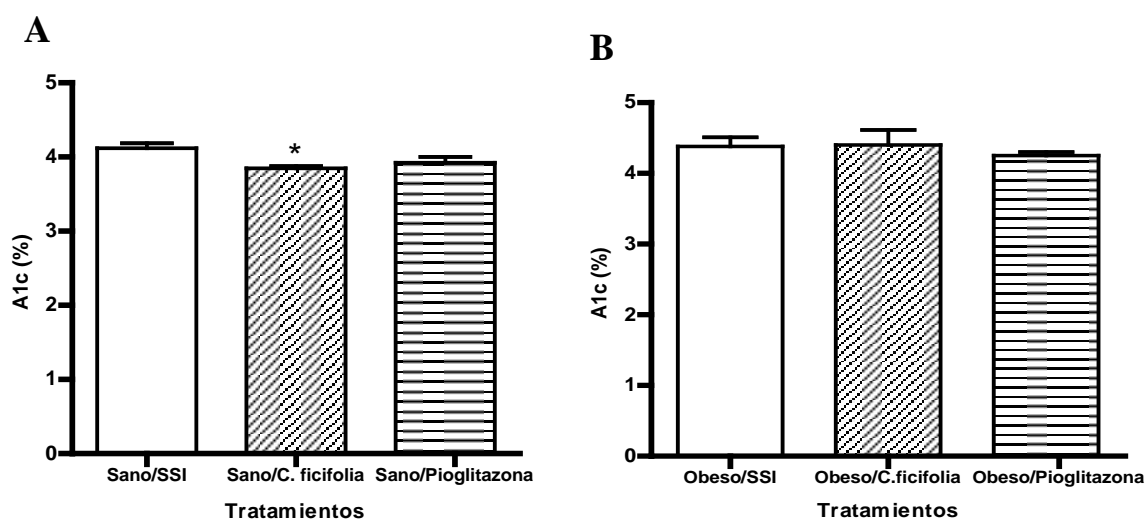 A
5
4
3
2
1
0
A1c (%)
*
Sano/SSI
Sano/C. ficifolia
Sano/Pioglitazona
Tratamientos
B
5
4
3
2
1
0
A1c (%)
Obeso/SSI
Obeso/C.ficifolia
Obeso/Pioglitazona
Tratamientos